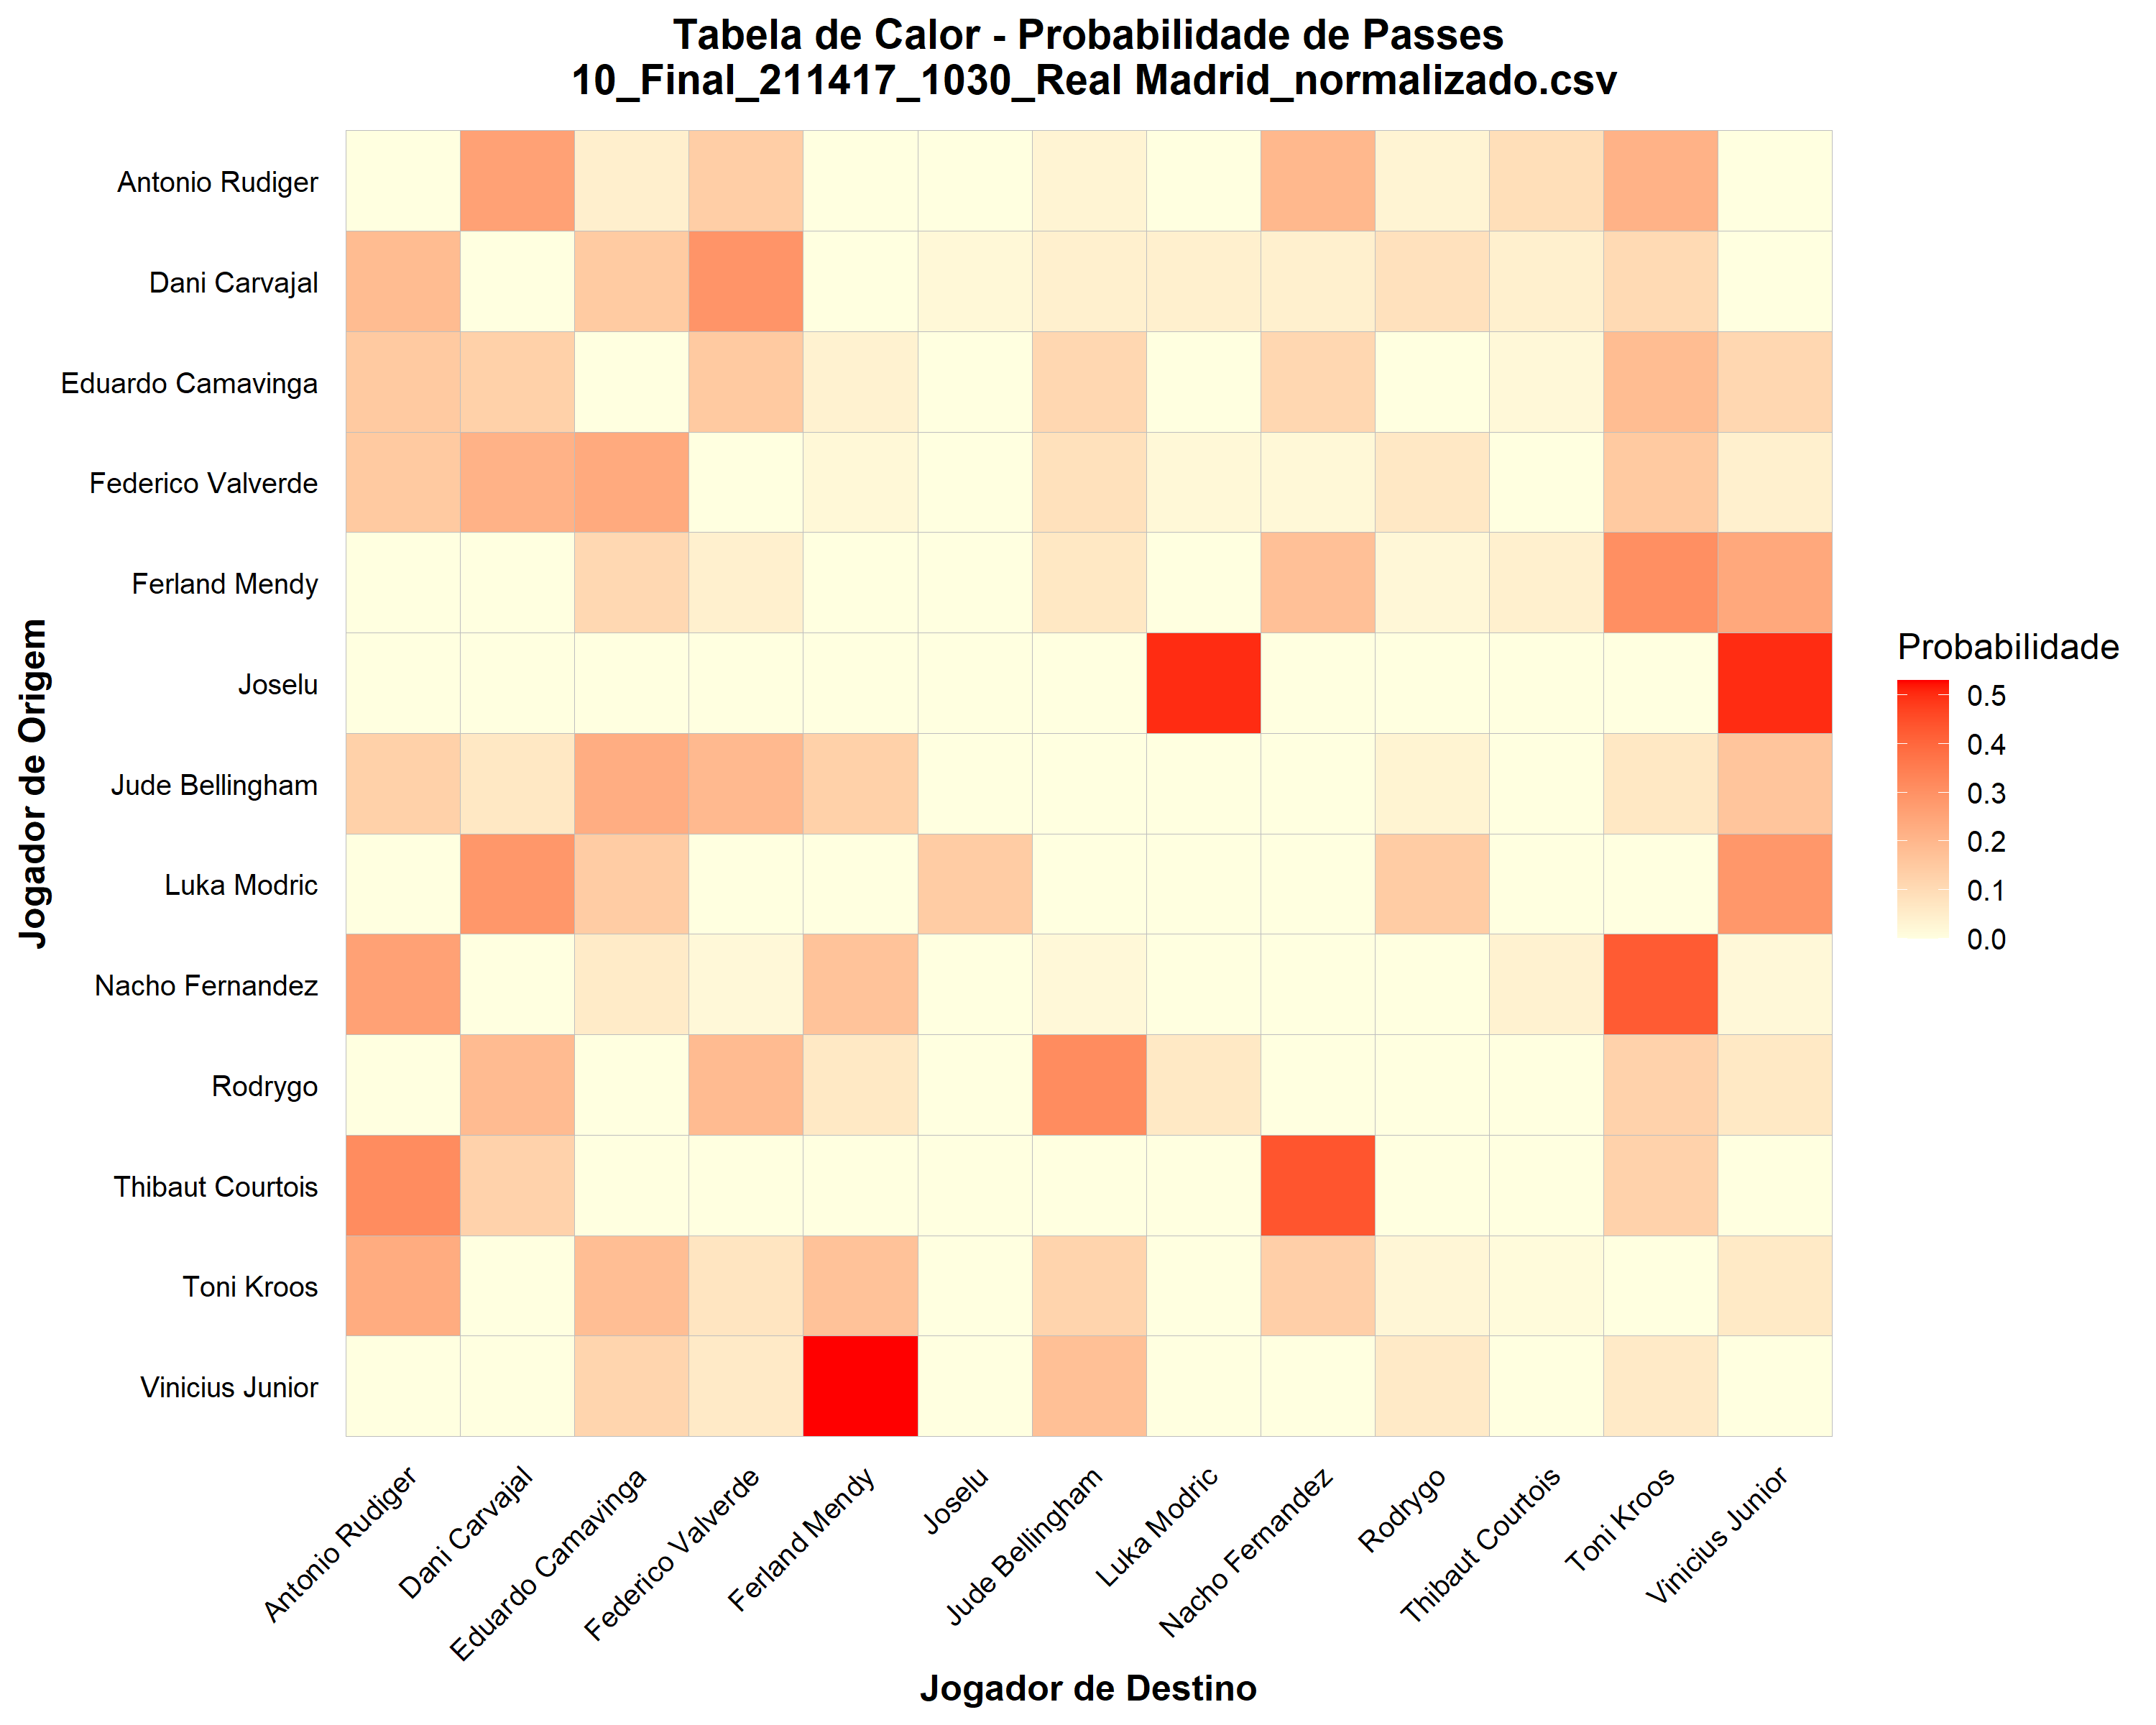 Tabela de Calor - Probabilidade de Passes
10_Final_211417_1030_Real Madrid_normalizado.csv
Jogador de Origem
Antonio Rudiger
Dani Carvajal
Eduardo Camavinga
Federico Valverde
Ferland Mendy
Joselu
Jude Bellingham
Luka Modric
Nacho Fernandez
Rodrygo
Thibaut Courtois
Toni Kroos
Vinicius Junior
Antonio Rudiger
Dani Carvajal
Eduardo Camavinga
Federico Valverde
Ferland Mendy
Joselu
Jude Bellingham
Luka Modric
Nacho Fernandez
Rodrygo
Thibaut Courtois
Toni Kroos
Vinicius Junior
Jogador de Destino
Probabilidade
0.5
0.4
0.3
0.2
0.1
0.0